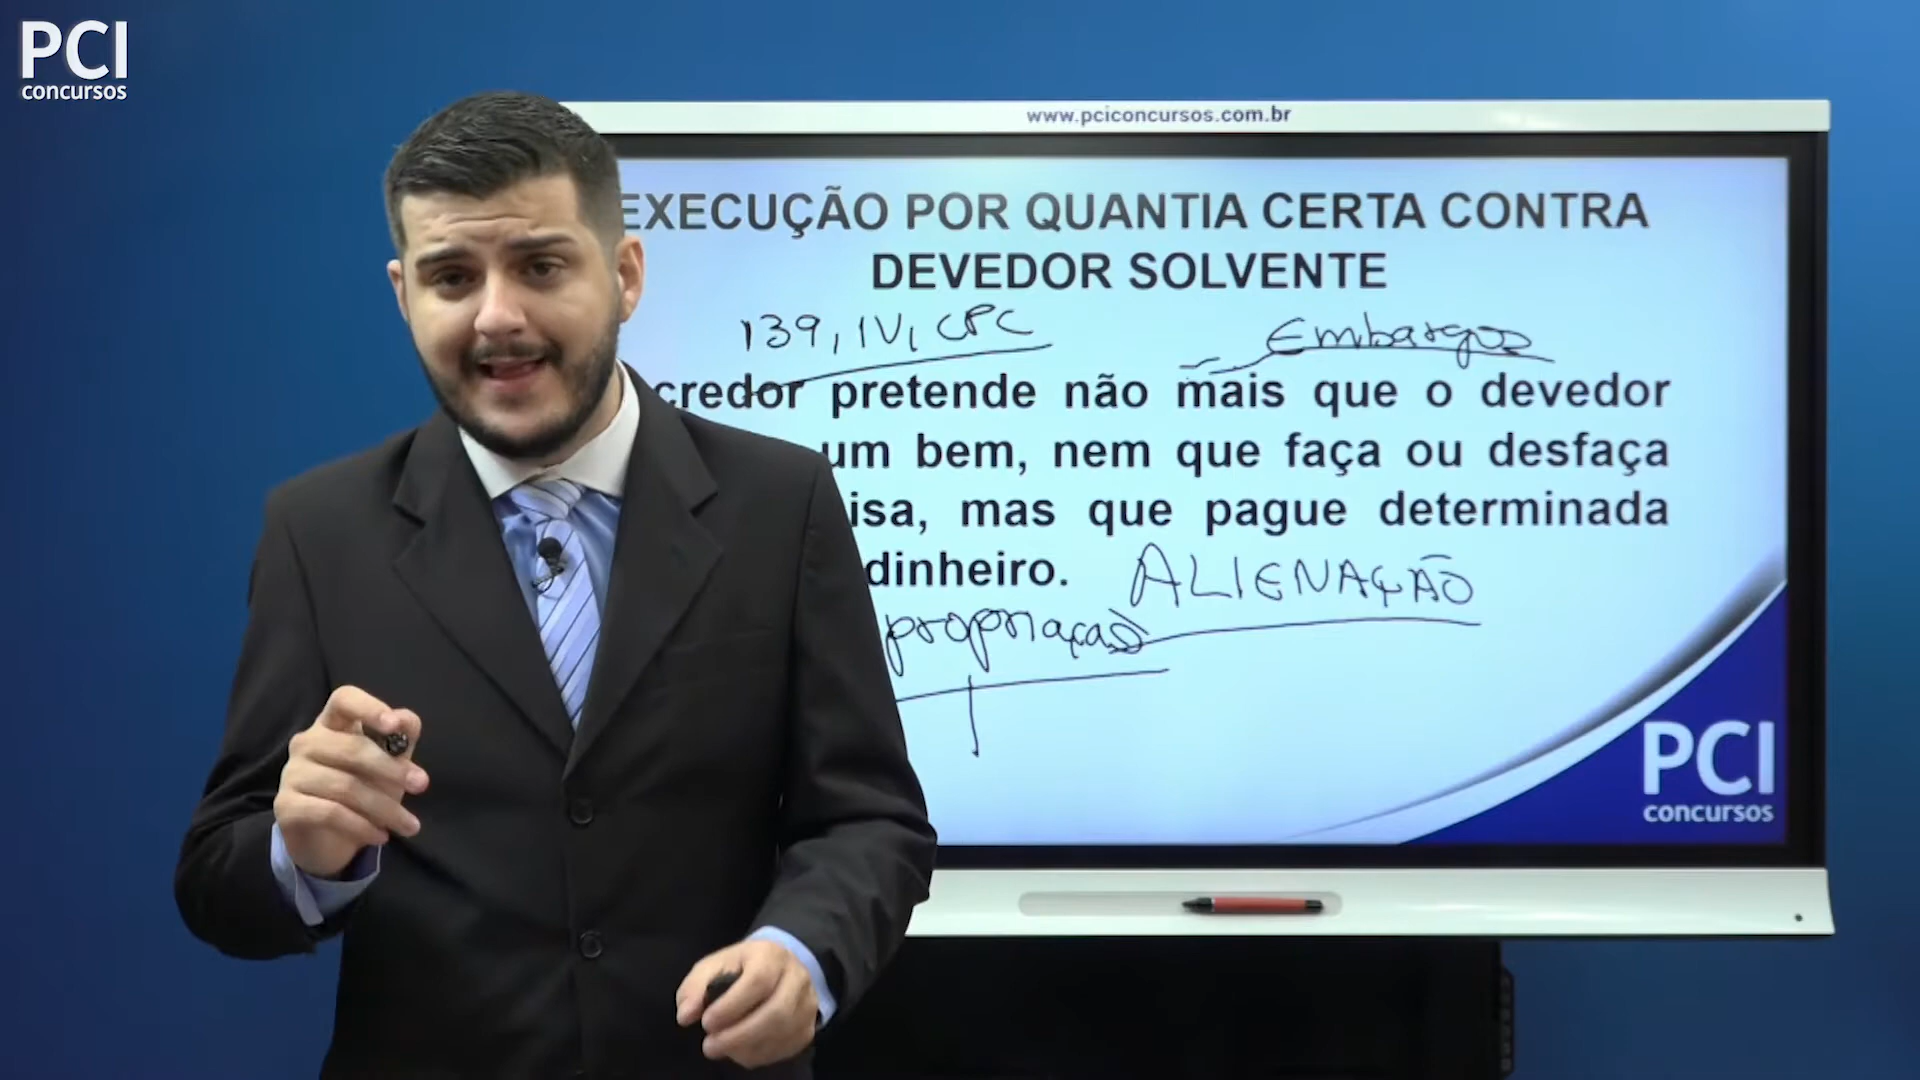 PCI
concursos
www.pciconcursos.com.br
EXECUÇÃO POR QUANTIA CERTA CONTRA
DEVEDOR SOLVENTE
139, IV, CPC
Embargos
credor pretende não mais que o devedor
um bem, nem que faça ou desfaça
isa, mas que pague determinada
dinheiro.
ALIENAÇÃO
propriação
PCI
concursos